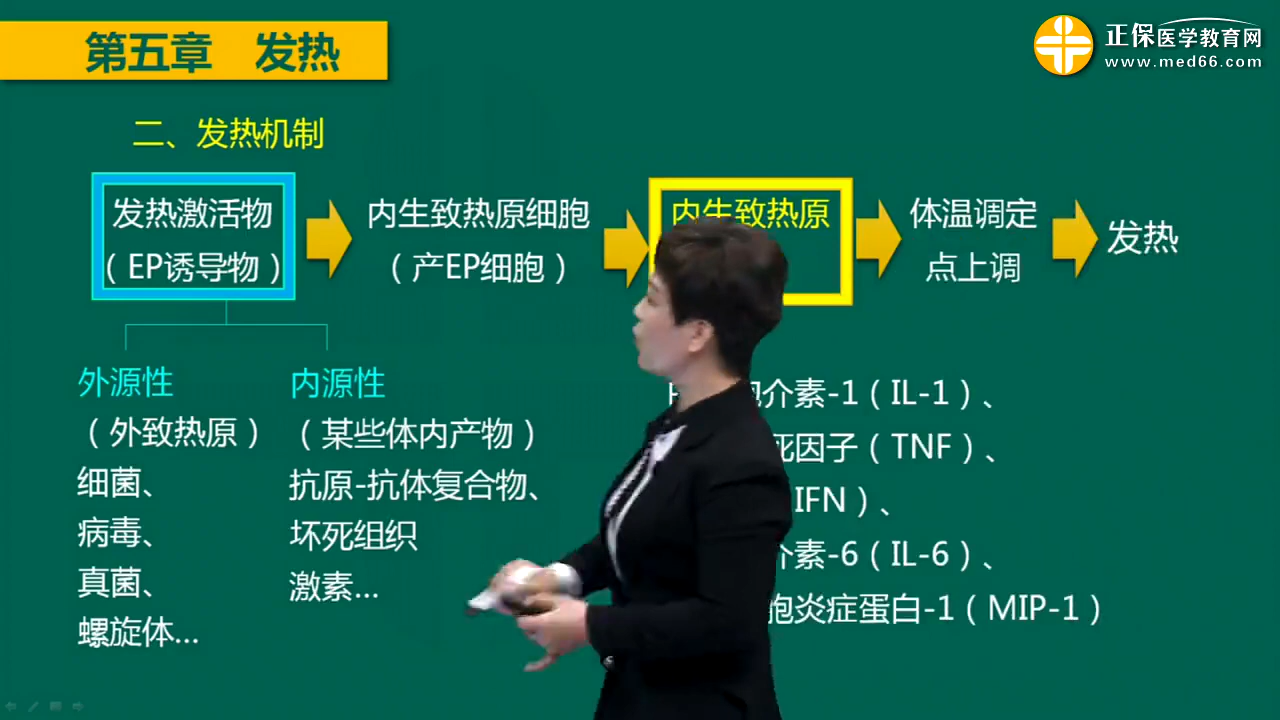 第五章 发热
正保医学教育网
www.med66.com
二、发热机制
发热激活物
（EP诱导物）
内生致热原细胞
（产EP细胞）
内生致热原
体温调定
点上调
发热
外源性
（外致热原）
细菌、
病毒、
真菌、
螺旋体...
内源性
（某些体内产物）
抗原-抗体复合物、
坏死组织
激素...
介素-1（IL-1）、
死因子（TNF）、
IFN）、
介素-6（IL-6）、
胞炎症蛋白-1（MIP-1）